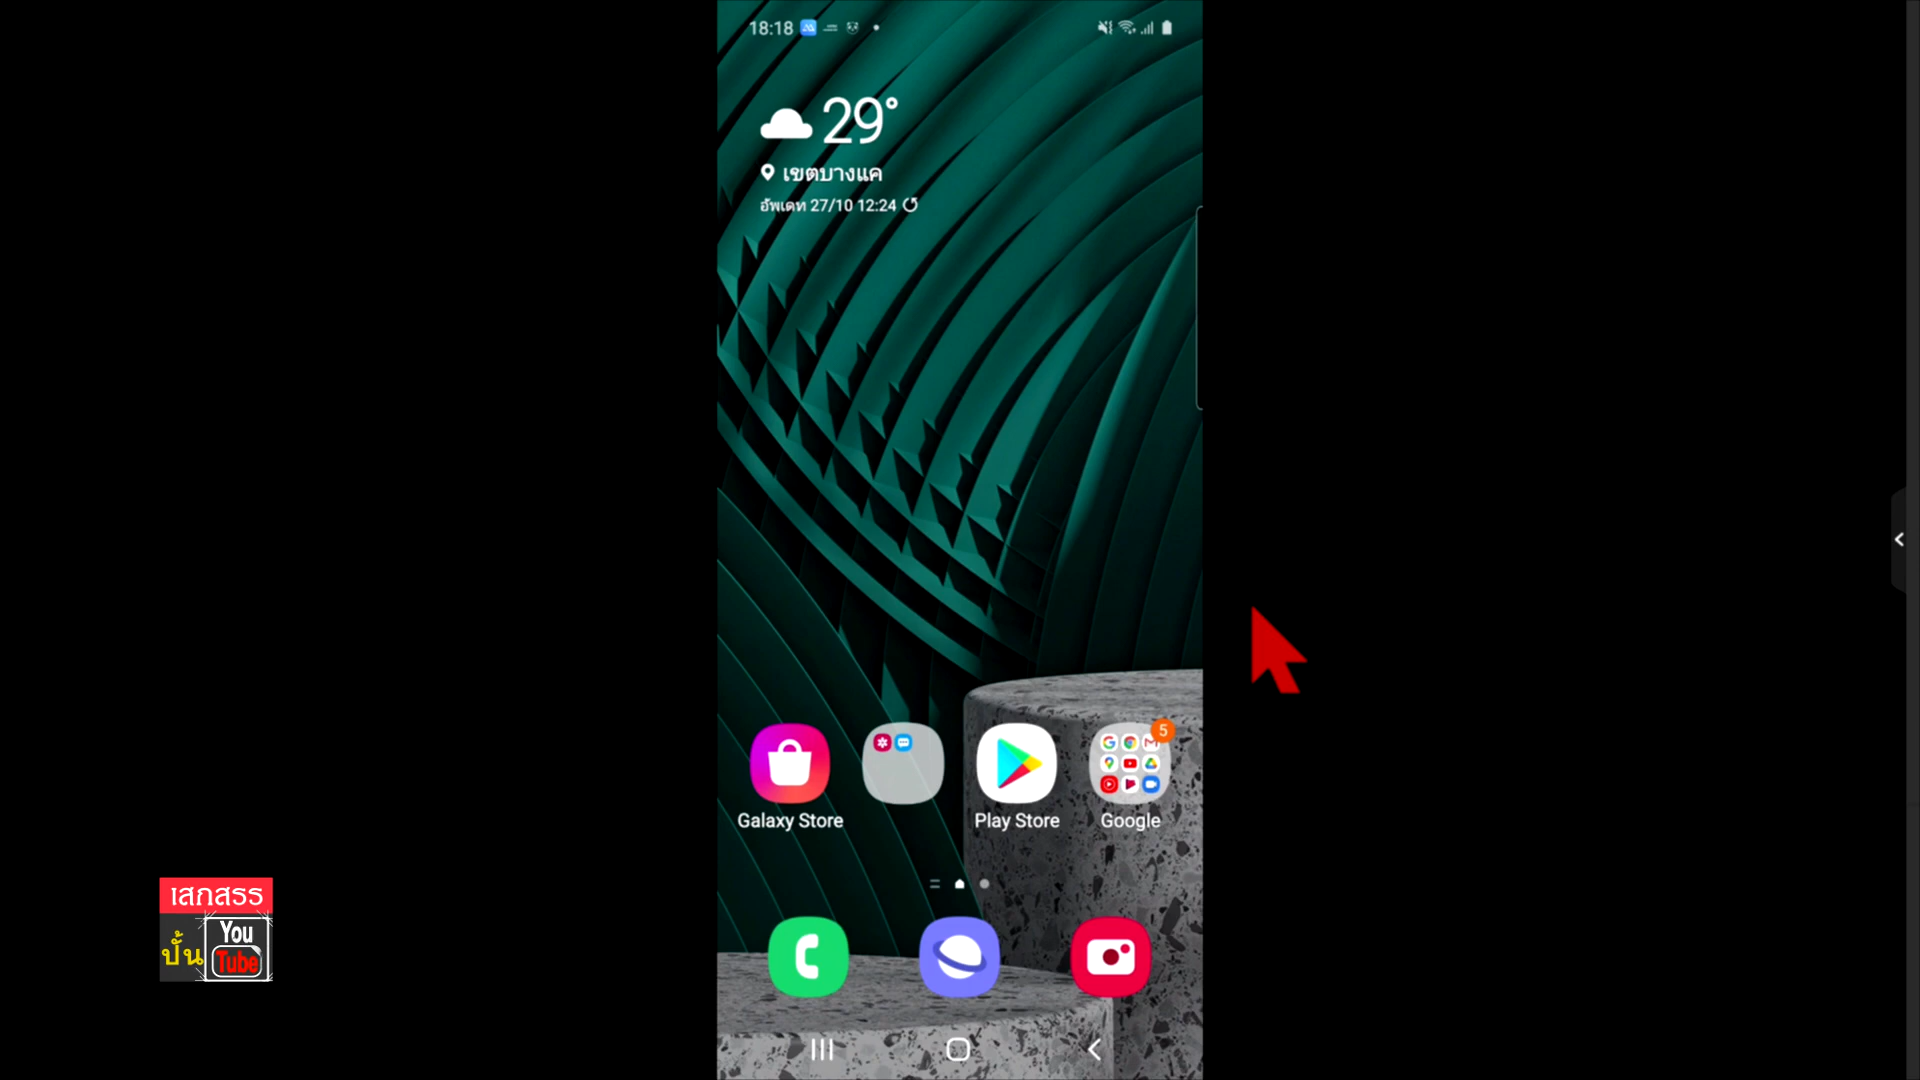 18:18
29°
เขตบางแค
อัพเดท 27/10 12:24
5
Galaxy Store
Play Store
Google
เสกสรร
ปั้น
You
Tube